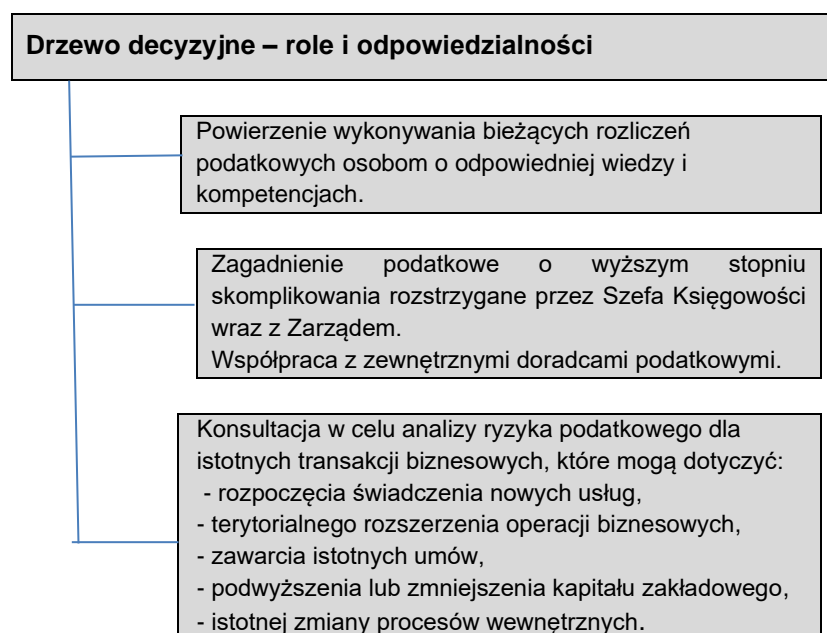 Drzewo decyzyjne – role i odpowiedzialności
Powierzenie wykonywania bieżących rozliczeń
podatkowych osobom o odpowiedniej wiedzy i
kompetencjach.
Zagadnienie podatkowe o wyższym stopniu
skomplikowania rozstrzygane przez Szefa Księgowości
wraz z Zarządem.
Współpraca z zewnętrznymi doradcami podatkowymi.
Konsultacja w celu analizy ryzyka podatkowego dla
istotnych transakcji biznesowych, które mogą dotyczyć:
- rozpoczęcia świadczenia nowych usług,
- terytorialnego rozszerzenia operacji biznesowych,
- zawarcia istotnych umów,
- podwyższenia lub zmniejszenia kapitału zakładowego,
- istotnej zmiany procesów wewnętrznych.